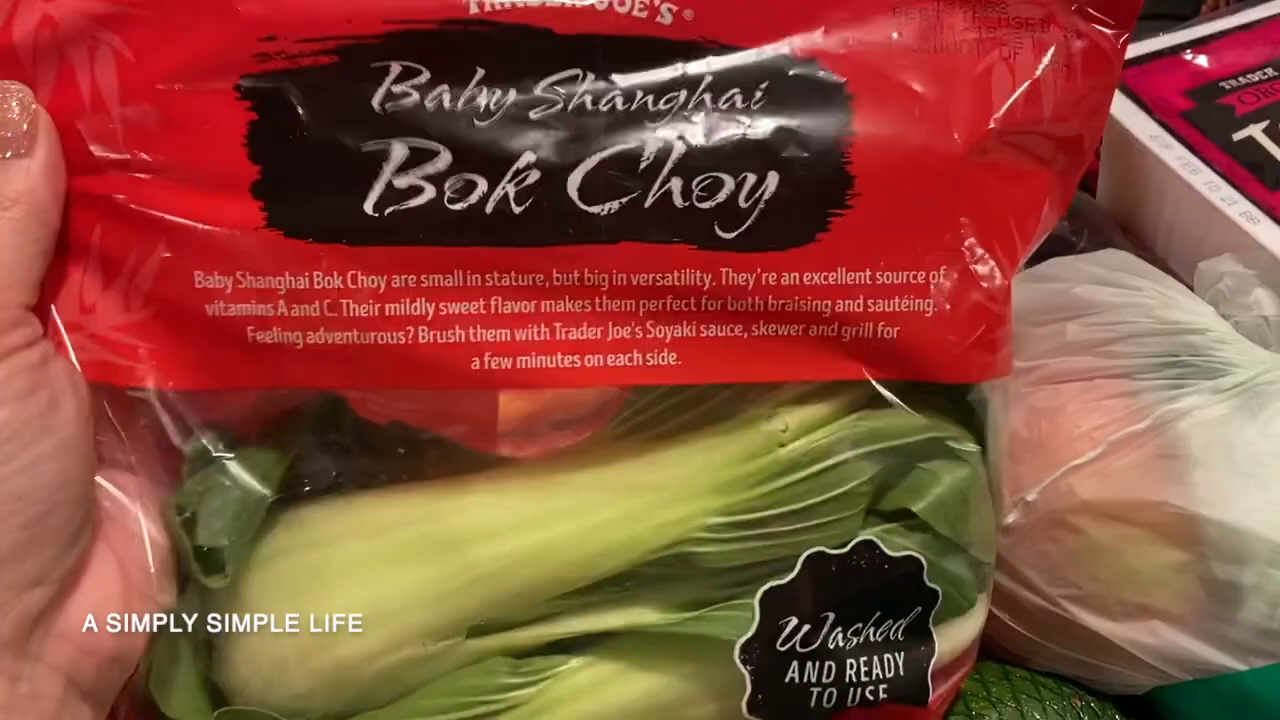 TRADER JOE'S
Baby Shanghai
Bok Choy
Baby Shanghai Bok Choy are small in stature, but big in versatility. They're an excellent source of
vitamins A and C. Their mildly sweet flavor makes them perfect for both braising and sautéing.
Feeling adventurous? Brush them with Trader Joe's Soyaki sauce, skewer and grill for
a few minutes on each side.
Washed
AND READY
TO USE
A SIMPLY SIMPLE LIFE
TRADER